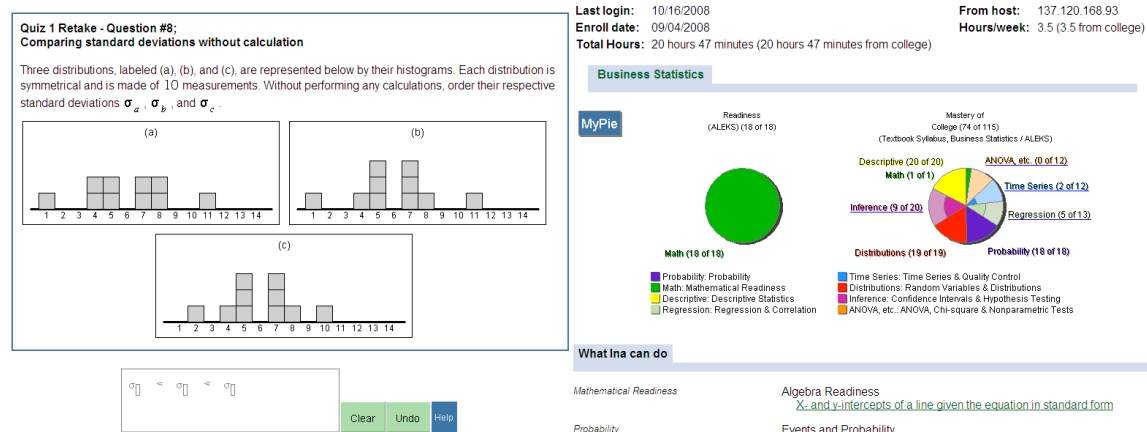 Quiz 1 Retake - Question #8;
Comparing standard deviations without calculation
Three distributions, labeled (a), (b), and (c), are represented below by their histograms. Each distribution is
symmetrical and is made of 10 measurements. Without performing any calculations, order their respective
standard deviations σa , σb , and σc .
(a)
1 2 3 4 5 6 7 8 9 10 11 12 13 14
(b)
1 2 3 4 5 6 7 8 9 10 11 12 13 14
(c)
1 2 3 4 5 6 7 8 9 10 11 12 13 14
σ[] < σ[] < σ[]
Clear Undo Help
Last login: 10/16/2008 From host: 137.120.168.93
Enroll date: 09/04/2008 Hours/week: 3.5 (3.5 from college)
Total Hours: 20 hours 47 minutes (20 hours 47 minutes from college)
Business Statistics
MyPie
Readiness
(ALEKS) (18 of 18)
Math (18 of 18)
Mastery of
College (74 of 115)
(Textbook Syllabus, Business Statistics / ALEKS)
Descriptive (20 of 20)
ANOVA, etc. (0 of 12)
Math (1 of 1)
Time Series (2 of 12)
Inference (9 of 20)
Regression (5 of 13)
Distributions (19 of 19)
Probability (18 of 18)
Probability: Probability
Math: Mathematical Readiness
Descriptive: Descriptive Statistics
Regression: Regression & Correlation
Time Series: Time Series & Quality Control
Distributions: Random Variables & Distributions
Inference: Confidence Intervals & Hypothesis Testing
ANOVA, etc.: ANOVA, Chi-square & Nonparametric Tests
What Ina can do
Mathematical Readiness Algebra Readiness
X- and y-intercepts of a line given the equation in standard form
Probability Events and Probability